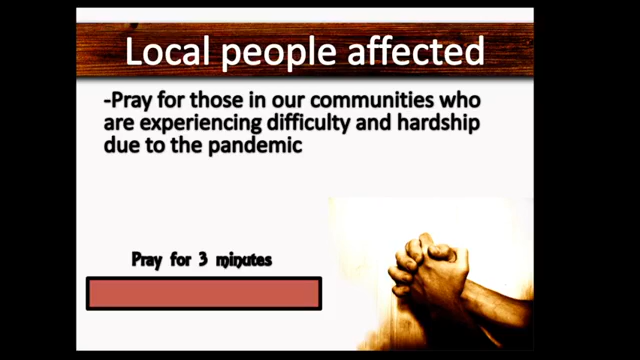 Local people affected
-Pray for those in our communities who
are experiencing difficulty and hardship
due to the pandemic
Pray for 3 minutes